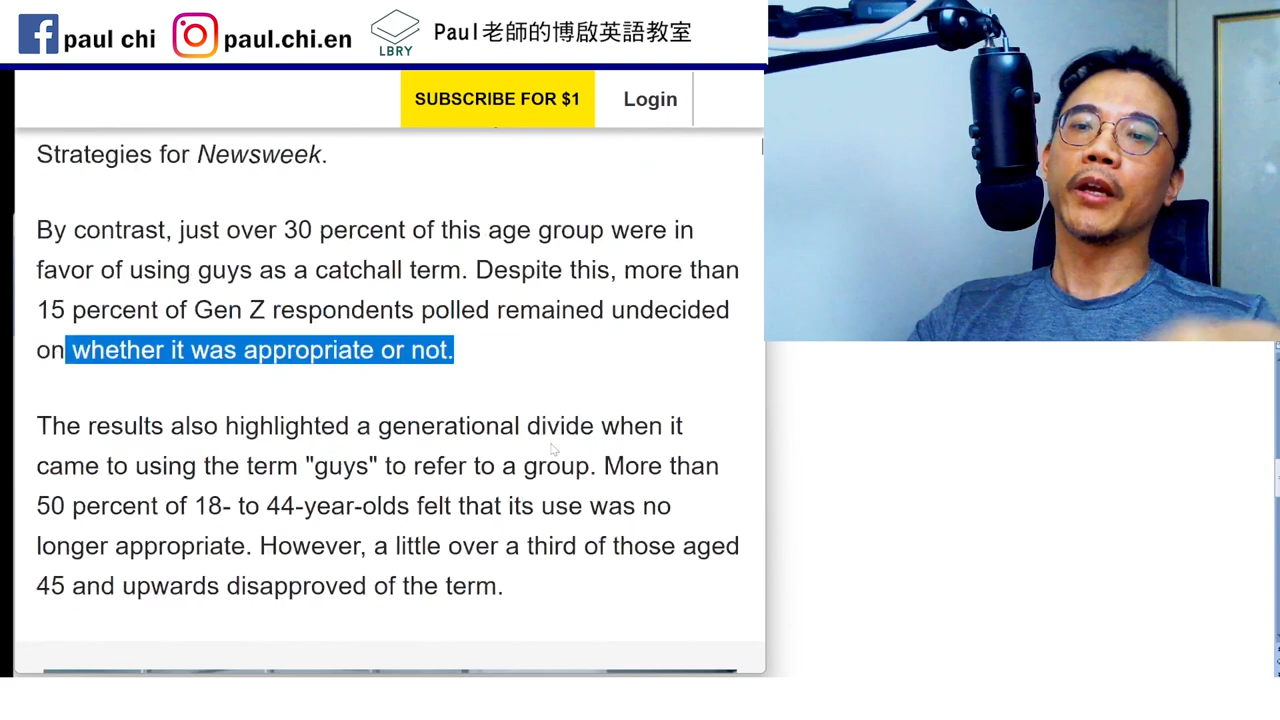 paul chi
paul.chi.en
LBRY
Paul老師的博啟英語教室
SUBSCRIBE FOR $1
Login
Strategies for Newsweek.
By contrast, just over 30 percent of this age group were in
favor of using guys as a catchall term. Despite this, more than
15 percent of Gen Z respondents polled remained undecided
on whether it was appropriate or not.
The results also highlighted a generational divide when it
came to using the term "guys" to refer to a group. More than
50 percent of 18- to 44-year-olds felt that its use was no
longer appropriate. However, a little over a third of those aged
45 and upwards disapproved of the term.